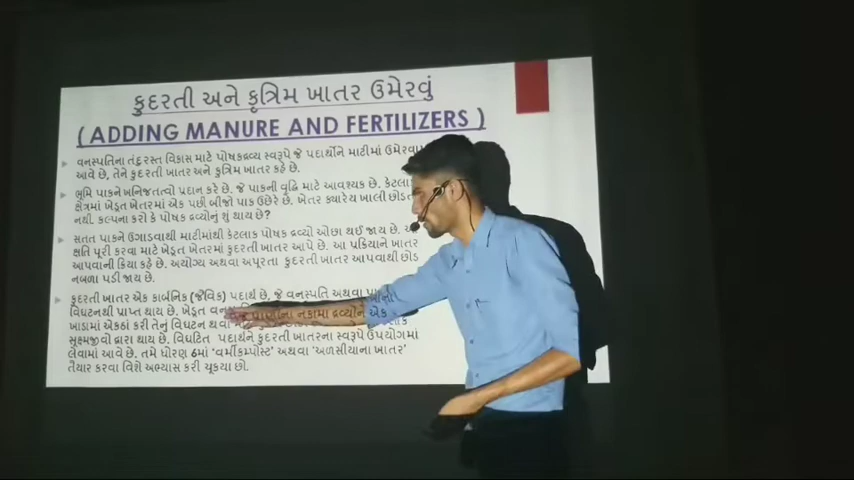 કુદરતી અને કૃત્રિમ ખાતર ઉમેરવું
( ADDING MANURE AND FERTILIZERS )
વનસ્પતિના તંદુરસ્ત વિકાસ માટે પોષકદ્રવ્ય સ્વરૂપે જે પદાર્થોને માટીમાં ઉમેરવામાં
આવે છે, તેને કુદરતી ખાતર અને કૃત્રિમ ખાતર કહે છે.
ભૂમિ પાકને ખનિજતત્વો પ્રદાન કરે છે. જે પાકની વૃદ્ધિ માટે આવશ્યક છે. કેટલાક
ક્ષેત્રમાં ખેડૂત ખેતરમાં એક પછી બીજો પાક ઉછેરે છે. ખેતર ક્યારેય ખાલી છોડતા
નથી. કલ્પના કરો કે પોષક દ્રવ્યોનું શું થાય છે?
સતત પાકને ઉગાડવાથી માટીમાંથી કેટલાક પોષક દ્રવ્યો ઓછા થઈ જાય છે.
ક્ષતિ પૂરી કરવા માટે ખેડૂત ખેતરમાં કુદરતી ખાતર આપે છે. આ પ્રક્રિયાને ખાતર
આપવાની ક્રિયા કહે છે. અયોગ્ય અથવા અપૂરતા કુદરતી ખાતર આપવાથી છોડ
નબળા પડી જાય છે.
કુદરતી ખાતર એક કાર્બનિક (જૈવિક) પદાર્થ છે. જે વનસ્પતિ અથવા
વિઘટનથી પ્રાપ્ત થાય છે. ખેડૂત નકામા દ્રવ્યોને એક
ખાડામાં એકઠાં કરી તેનું વિઘટન થવા
સૂક્ષ્મજીવો દ્વારા થાય છે. વિઘટિત પદાર્થને કુદરતી ખાતરના સ્વરૂપે ઉપયોગમાં
લેવામાં આવે છે. તમે ધોરણ 6માં 'વર્મીકમ્પોસ્ટ' અથવા 'અળસીયાના ખાતર'
તૈયાર કરવા વિશે અભ્યાસ કરી ચૂક્યા છો.